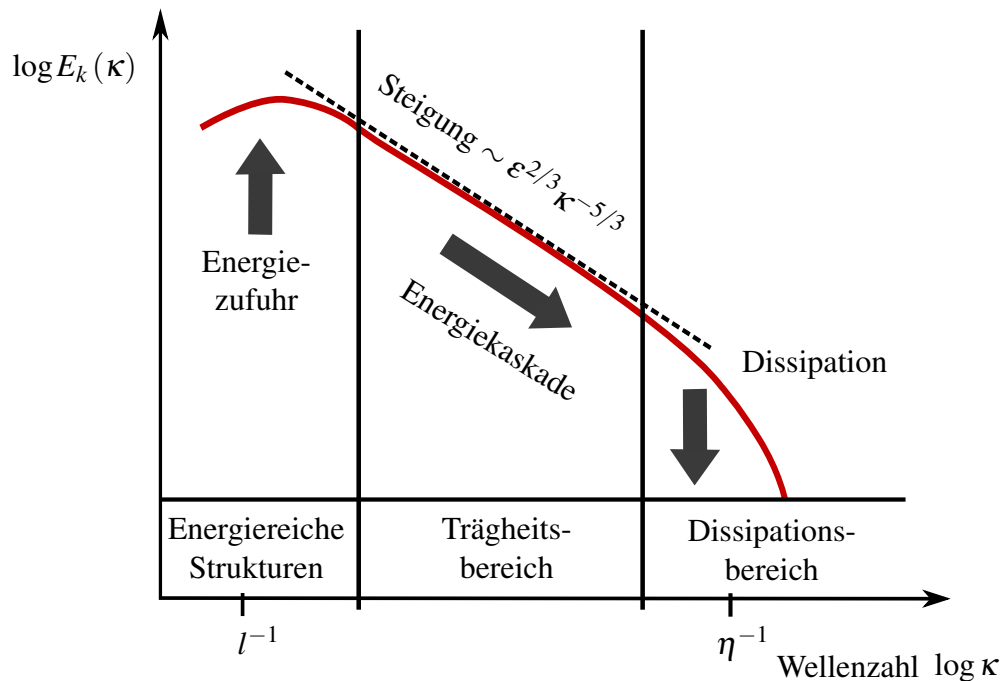 log E_k(κ)
Steigung ∼ ε^{2/3}κ^{−5/3}
Energie-
zufuhr
Energiekaskade
Dissipation
Energiereiche
Strukturen
Trägheits-
bereich
Dissipations-
bereich
l^{−1}
η^{−1}
Wellenzahl log κ